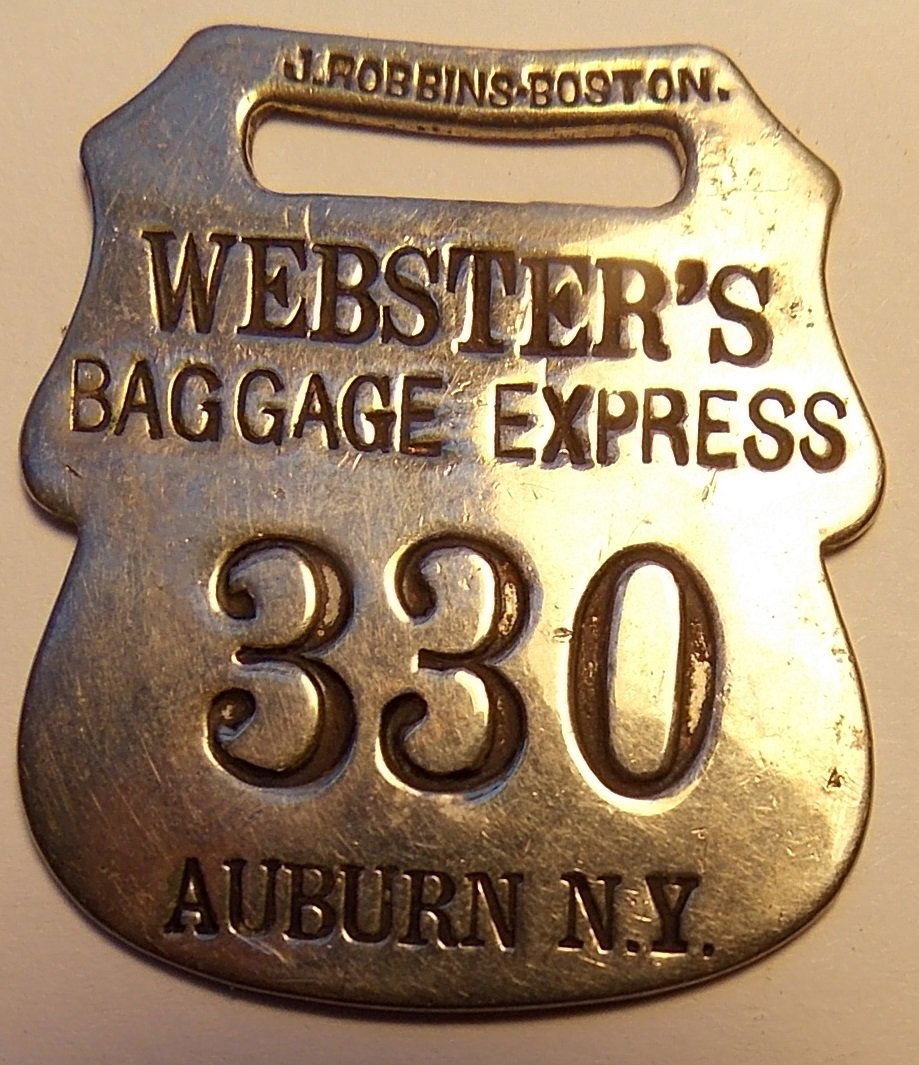 J.ROBBINS-BOSTON.
WEBSTER'S
BAGGAGE EXPRESS
330
AUBURN N.Y.